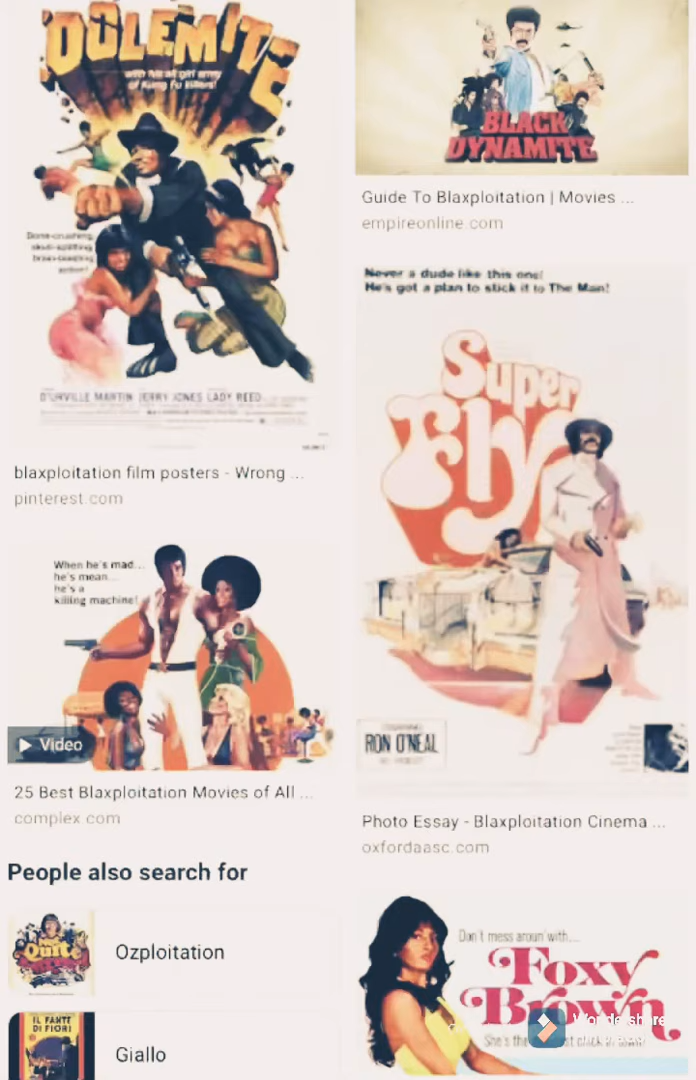 DOLEMITE
with his all girl army
of Kung Fu killers!
Bone-crushing,
skull-splitting,
brain-blasting
action!
D'URVILLE MARTIN JERRY JONES LADY REED
blaxploitation film posters - Wrong ...
pinterest.com
When he's mad...
he's mean...
he's a
killing machine!
Video
25 Best Blaxploitation Movies of All ...
complex.com
People also search for
Ozploitation
IL FANTE
DI FIORI
Giallo
BLACK
DYNAMITE
Guide To Blaxploitation | Movies ...
empireonline.com
Never a dude like this one!
He's got a plan to stick it to The Man!
Super
Fly
RON O'NEAL
Photo Essay - Blaxploitation Cinema ...
oxfordaasc.com
Don't mess aroun' with...
Foxy
Brown
She's the
Wondershare